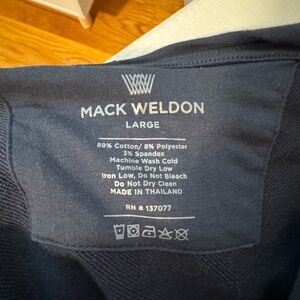 MACK WELDON
LARGE
89% Cotton/ 8% Polyester
3% Spandex
Machine Wash Cold
Tumble Dry Low
Iron Low, Do Not Bleach
Do Not Dry Clean
MADE IN THAILAND
RN # 137077